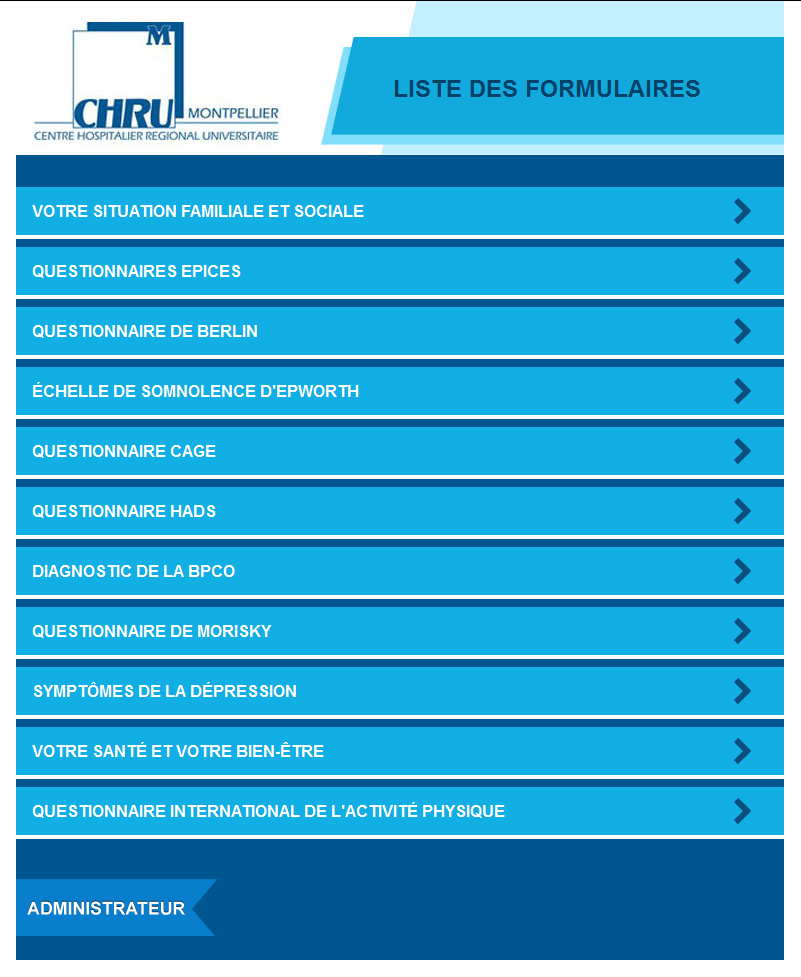 M
CHRU MONTPELLIER
CENTRE HOSPITALIER REGIONAL UNIVERSITAIRE
LISTE DES FORMULAIRES
VOTRE SITUATION FAMILIALE ET SOCIALE
QUESTIONNAIRES EPICES
QUESTIONNAIRE DE BERLIN
ÉCHELLE DE SOMNOLENCE D'EPWORTH
QUESTIONNAIRE CAGE
QUESTIONNAIRE HADS
DIAGNOSTIC DE LA BPCO
QUESTIONNAIRE DE MORISKY
SYMPTÔMES DE LA DÉPRESSION
VOTRE SANTÉ ET VOTRE BIEN-ÊTRE
QUESTIONNAIRE INTERNATIONAL DE L'ACTIVITÉ PHYSIQUE
ADMINISTRATEUR